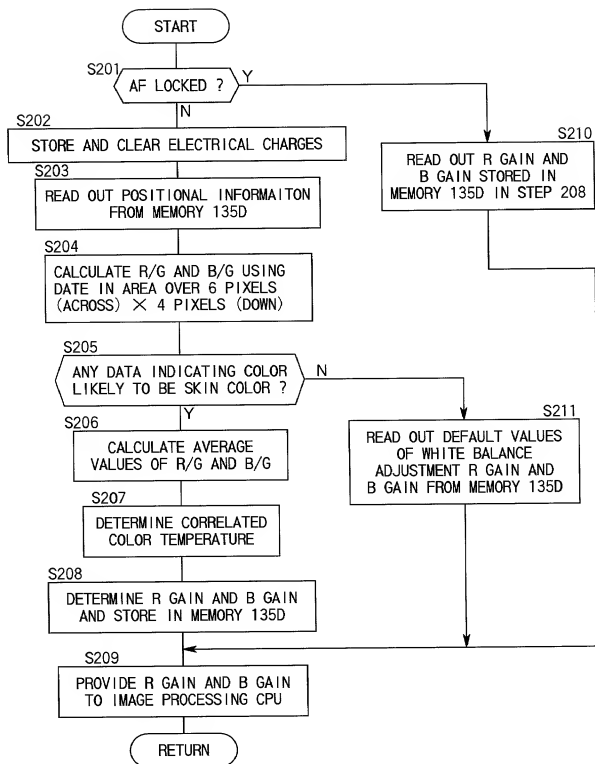 START
S201
AF LOCKED ?
Y
N
S202
STORE AND CLEAR ELECTRICAL CHARGES
S203
READ OUT POSITIONAL INFORMAITON
FROM MEMORY 135D
S204
CALCULATE R/G AND B/G USING
DATE IN AREA OVER 6 PIXELS
(ACROSS) × 4 PIXELS (DOWN)
S205
ANY DATA INDICATING COLOR
LIKELY TO BE SKIN COLOR ?
N
Y
S206
CALCULATE AVERAGE
VALUES OF R/G AND B/G
S207
DETERMINE CORRELATED
COLOR TEMPERATURE
S208
DETERMINE R GAIN AND B GAIN
AND STORE IN MEMORY 135D
S209
PROVIDE R GAIN AND B GAIN
TO IMAGE PROCESSING CPU
RETURN
S210
READ OUT R GAIN AND
B GAIN STORED IN
MEMORY 135D IN STEP 208
S211
READ OUT DEFAULT VALUES
OF WHITE BALANCE
ADJUSTMENT R GAIN AND
B GAIN FROM MEMORY 135D